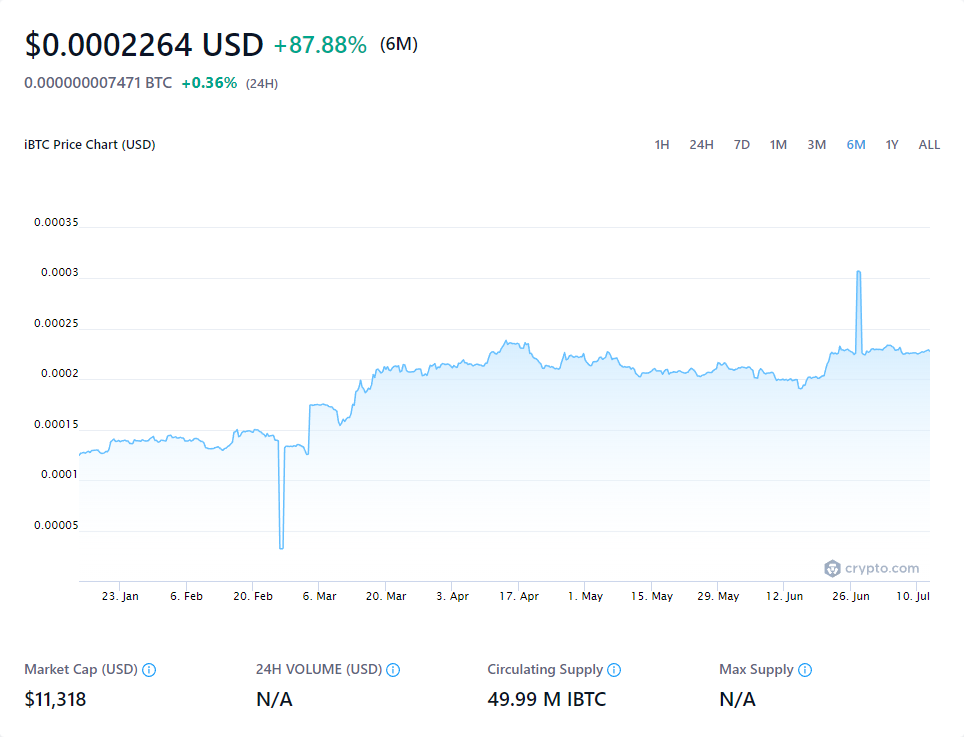 $0.0002264 USD +87.88% (6M)
0.000000007471 BTC +0.36% (24H)
iBTC Price Chart (USD) 1H 24H 7D 1M 3M 6M 1Y ALL
0.00035
0.0003
0.00025
0.0002
0.00015
0.0001
0.00005
crypto.com
23. Jan 6. Feb 20. Feb 6. Mar 20. Mar 3. Apr 17. Apr 1. May 15. May 29. May 12. Jun 26. Jun 10. Jul
Market Cap (USD) 24H VOLUME (USD) Circulating Supply Max Supply
$11,318 N/A 49.99 M IBTC N/A